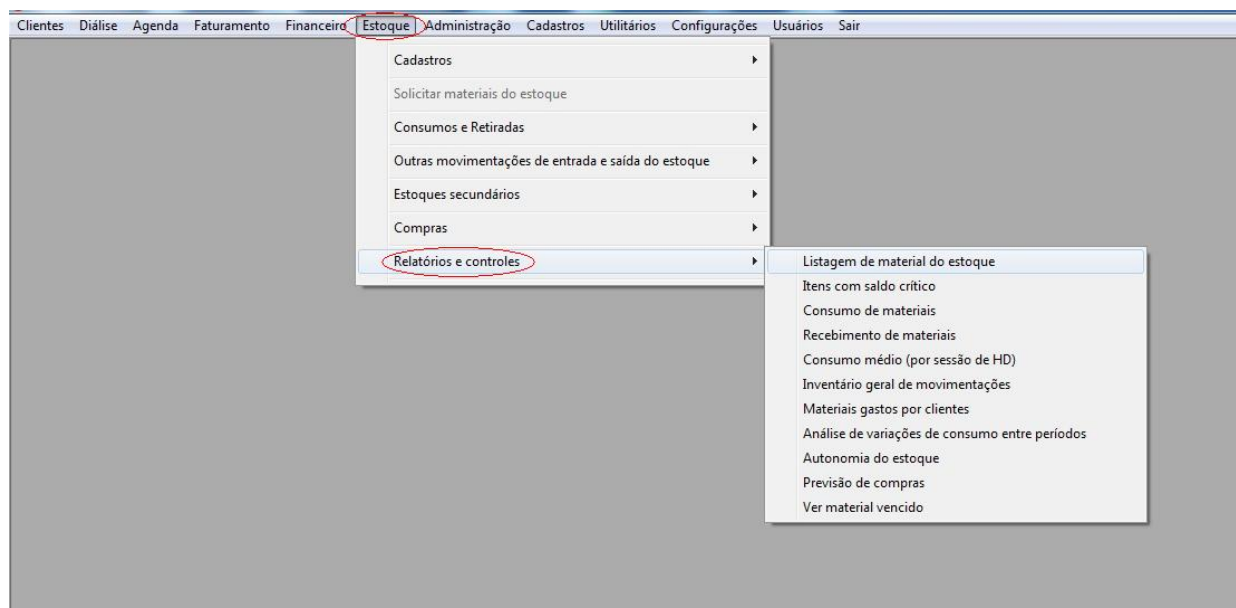 Clientes Diálise Agenda Faturamento Financeiro Estoque Administração Cadastros Utilitários Configurações Usuários Sair
Cadastros
Solicitar materiais do estoque
Consumos e Retiradas
Outras movimentações de entrada e saída do estoque
Estoques secundários
Compras
Relatórios e controles
Listagem de material do estoque
Itens com saldo crítico
Consumo de materiais
Recebimento de materiais
Consumo médio (por sessão de HD)
Inventário geral de movimentações
Materiais gastos por clientes
Análise de variações de consumo entre períodos
Autonomia do estoque
Previsão de compras
Ver material vencido